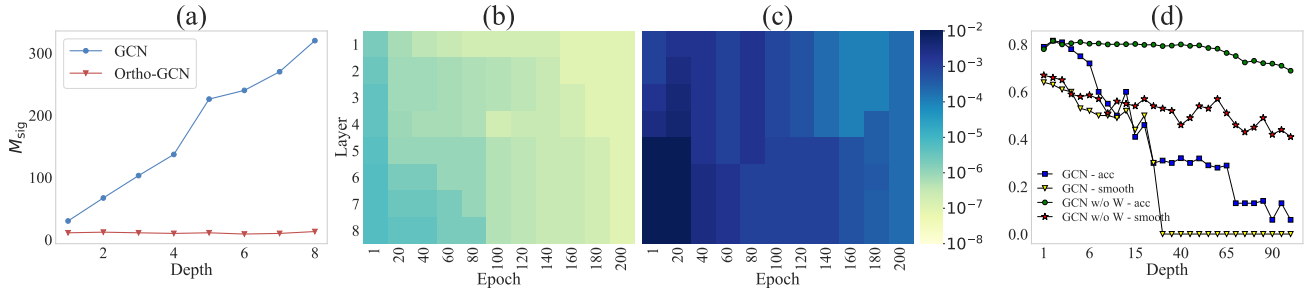 (a)
M_sig
300
200
100
0
GCN
Ortho-GCN
2 4 6 8
Depth
(b)
Layer
1
2
3
4
5
6
7
8
1 20 40 60 80 100 120 140 160 180 200
Epoch
(c)
1 20 40 60 80 100 120 140 160 180 200
Epoch
10⁻²
10⁻³
10⁻⁴
10⁻⁵
10⁻⁶
10⁻⁷
10⁻⁸
(d)
0.8
0.6
0.4
0.2
0.0
GCN - acc
GCN - smooth
GCN w/o W - acc
GCN w/o W - smooth
1 6 15 40 65 90
Depth